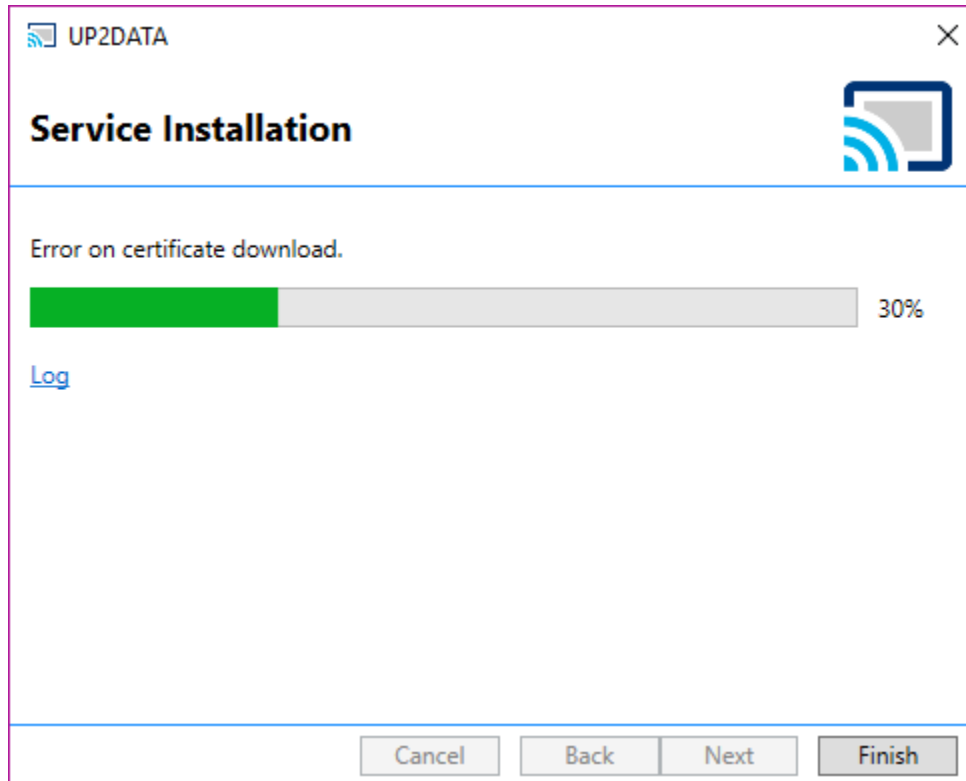 UP2DATA
Service Installation
Error on certificate download.
30%
Log
Cancel Back Next Finish